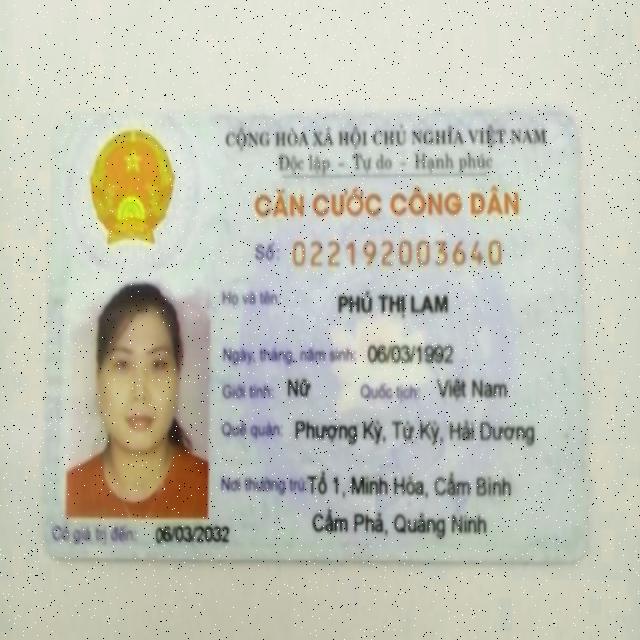 CỘNG HÒA XÃ HỘI CHỦ NGHĨA VIỆT NAM
Độc lập - Tự do - Hạnh phúc
CĂN CƯỚC CÔNG DÂN
Số: 022192003640
Họ và tên: PHÙ THỊ LAM
Ngày, tháng, năm sinh: 06/03/1992
Giới tính: Nữ Quốc tịch: Việt Nam
Quê quán: Phượng Kỳ, Tứ Kỳ, Hải Dương
Nơi thường trú: Tổ 1, Minh Hòa, Cẩm Bình
Cẩm Phả, Quảng Ninh
Có giá trị đến: 06/03/2032